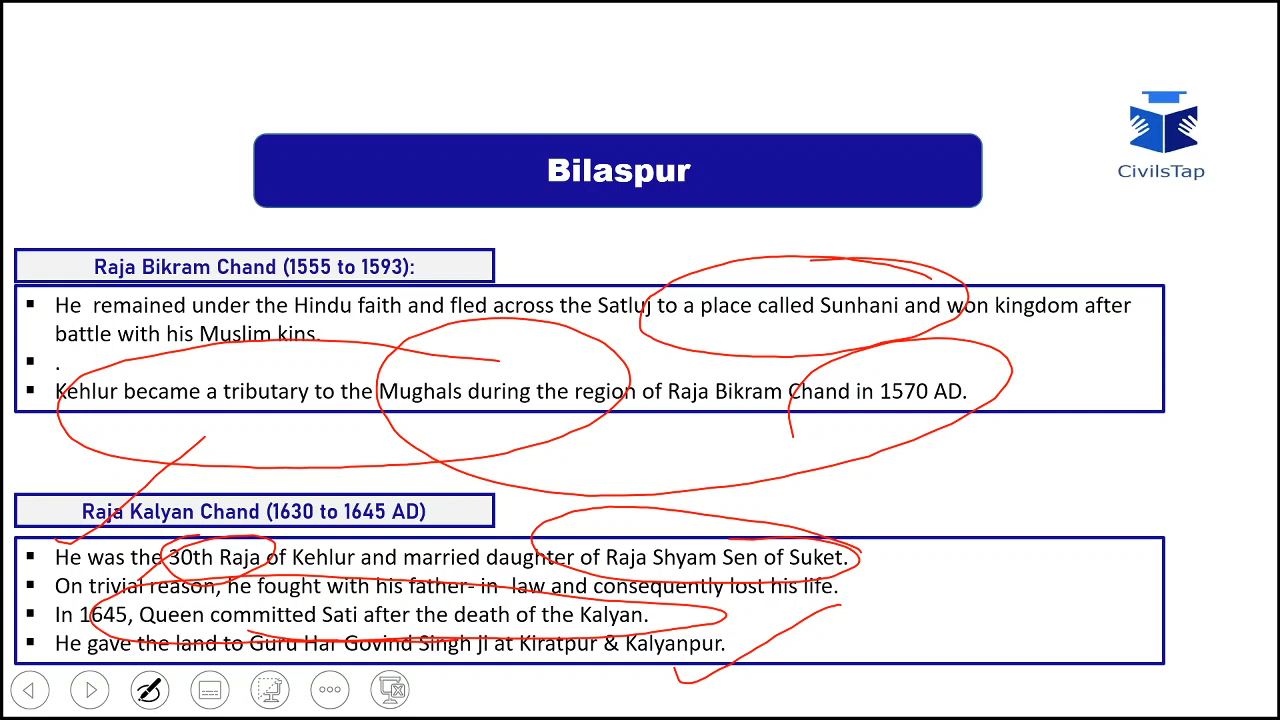 CivilsTap
Bilaspur
Raja Bikram Chand (1555 to 1593):
▪ He remained under the Hindu faith and fled across the Satluj to a place called Sunhani and won kingdom after
battle with his Muslim kins.
▪ .
▪ Kehlur became a tributary to the Mughals during the region of Raja Bikram Chand in 1570 AD.
Raja Kalyan Chand (1630 to 1645 AD)
▪ He was the 30th Raja of Kehlur and married daughter of Raja Shyam Sen of Suket.
▪ On trivial reason, he fought with his father- in- law and consequently lost his life.
▪ In 1645, Queen committed Sati after the death of the Kalyan.
▪ He gave the land to Guru Har Govind Singh ji at Kiratpur & Kalyanpur.